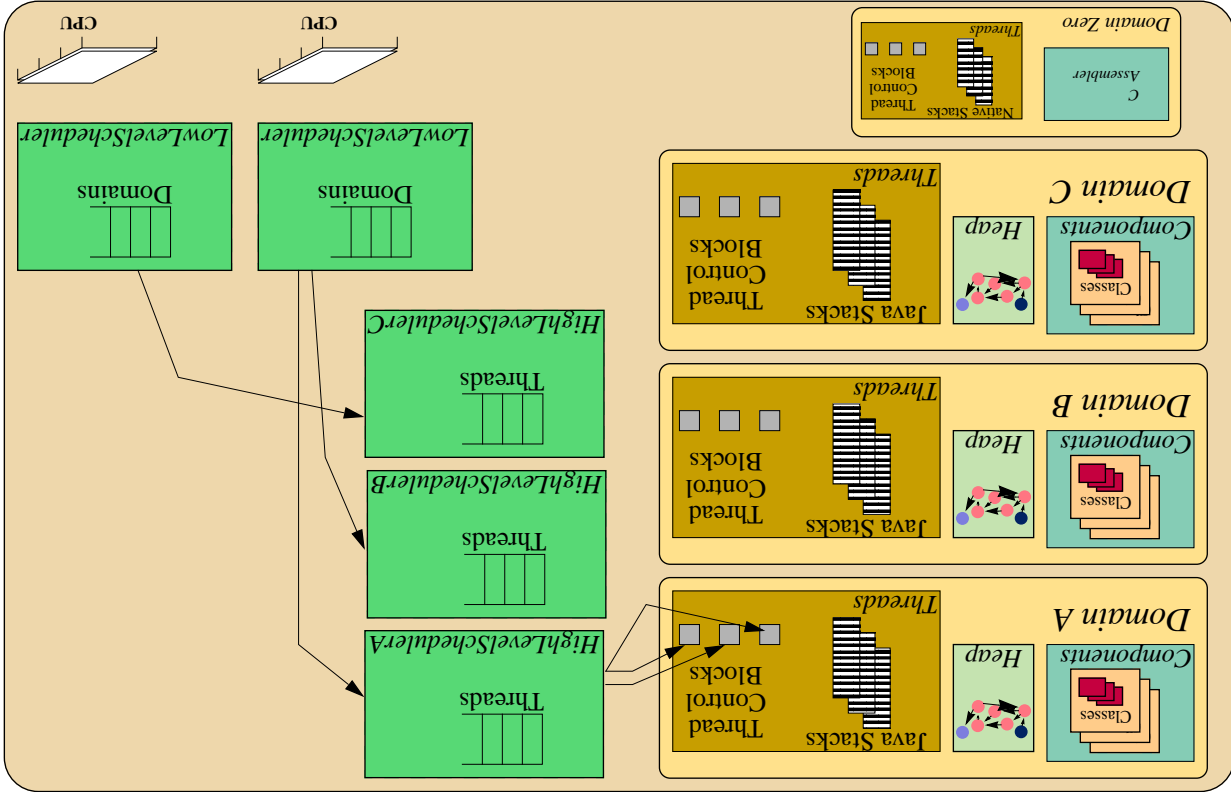 Java Stacks
Thread
Control
Blocks
Classes
Components
Heap
Domain A
Threads
Threads
HighLevelSchedulerA
Java Stacks
Thread
Control
Blocks
Classes
Components
Heap
Domain B
Threads
Threads
HighLevelSchedulerB
Java Stacks
Thread
Control
Blocks
Classes
Components
Heap
Domain C
Threads
Threads
HighLevelSchedulerC
Domains
LowLevelScheduler
Domains
LowLevelScheduler
C
Assembler
Domain Zero
Native Stacks
Thread
Control
Blocks
Threads
CPU
CPU